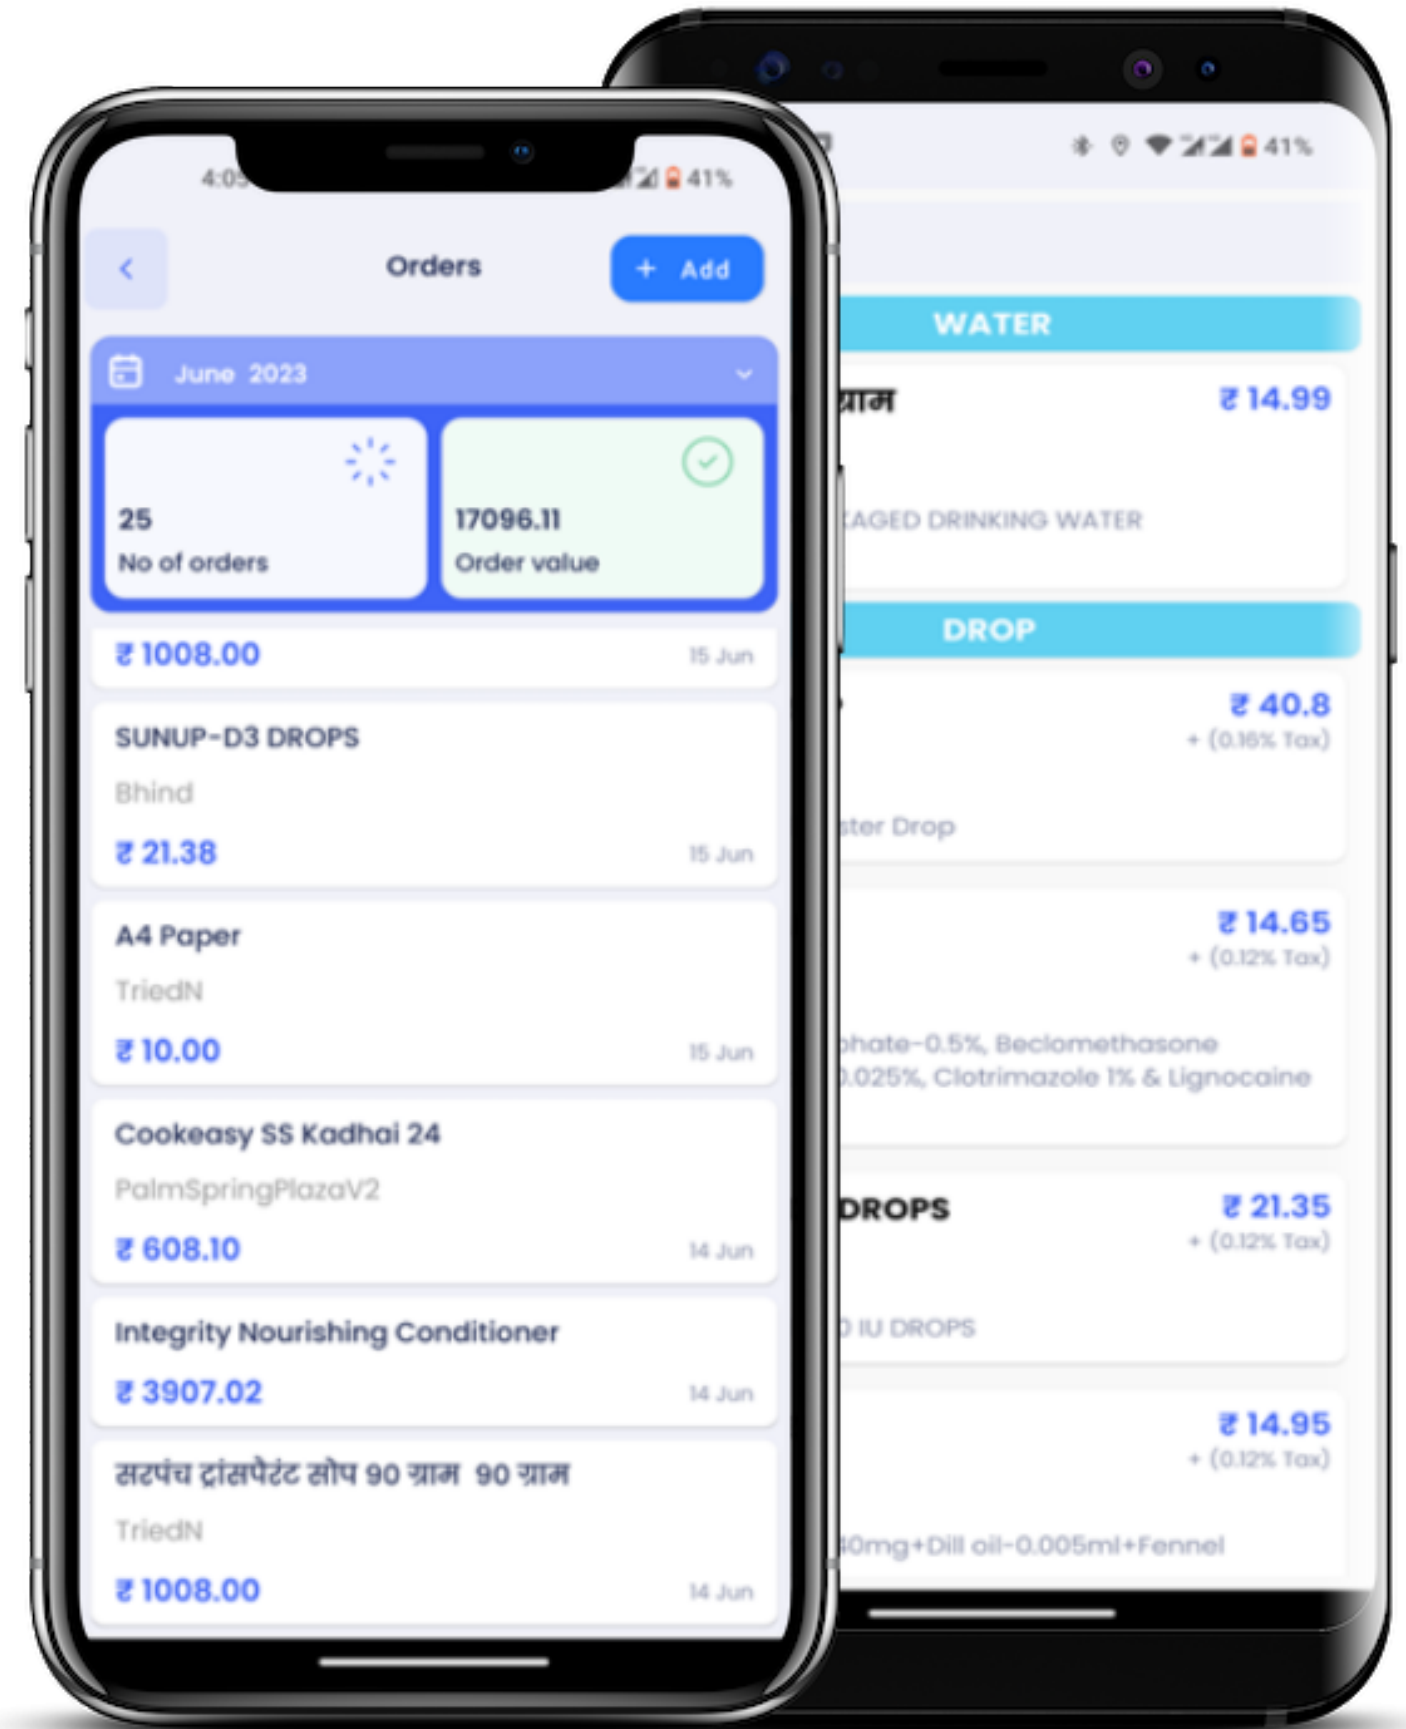 4:05
41%
Orders
+ Add
June 2023
25
No of orders
17096.11
Order value
₹ 1008.00
15 Jun
SUNUP-D3 DROPS
Bhind
₹ 21.38
15 Jun
A4 Paper
TriedN
₹ 10.00
15 Jun
Cookeasy SS Kadhai 24
PalmSpringPlazaV2
₹ 608.10
14 Jun
Integrity Nourishing Conditioner
₹ 3907.02
14 Jun
सरपंच ट्रांसपेरंट सोप 90 ग्राम 90 ग्राम
TriedN
₹ 1008.00
14 Jun
41%
WATER
ग्राम
₹ 14.99
KAGED DRINKING WATER
DROP
₹ 40.8
+ (0.16% Tax)
ster Drop
₹ 14.65
+ (0.12% Tax)
phate-0.5%, Beclomethasone
0.025%, Clotrimazole 1% & Lignocaine
DROPS
₹ 21.35
+ (0.12% Tax)
0 IU DROPS
₹ 14.95
+ (0.12% Tax)
40mg+Dill oil-0.005ml+Fennel